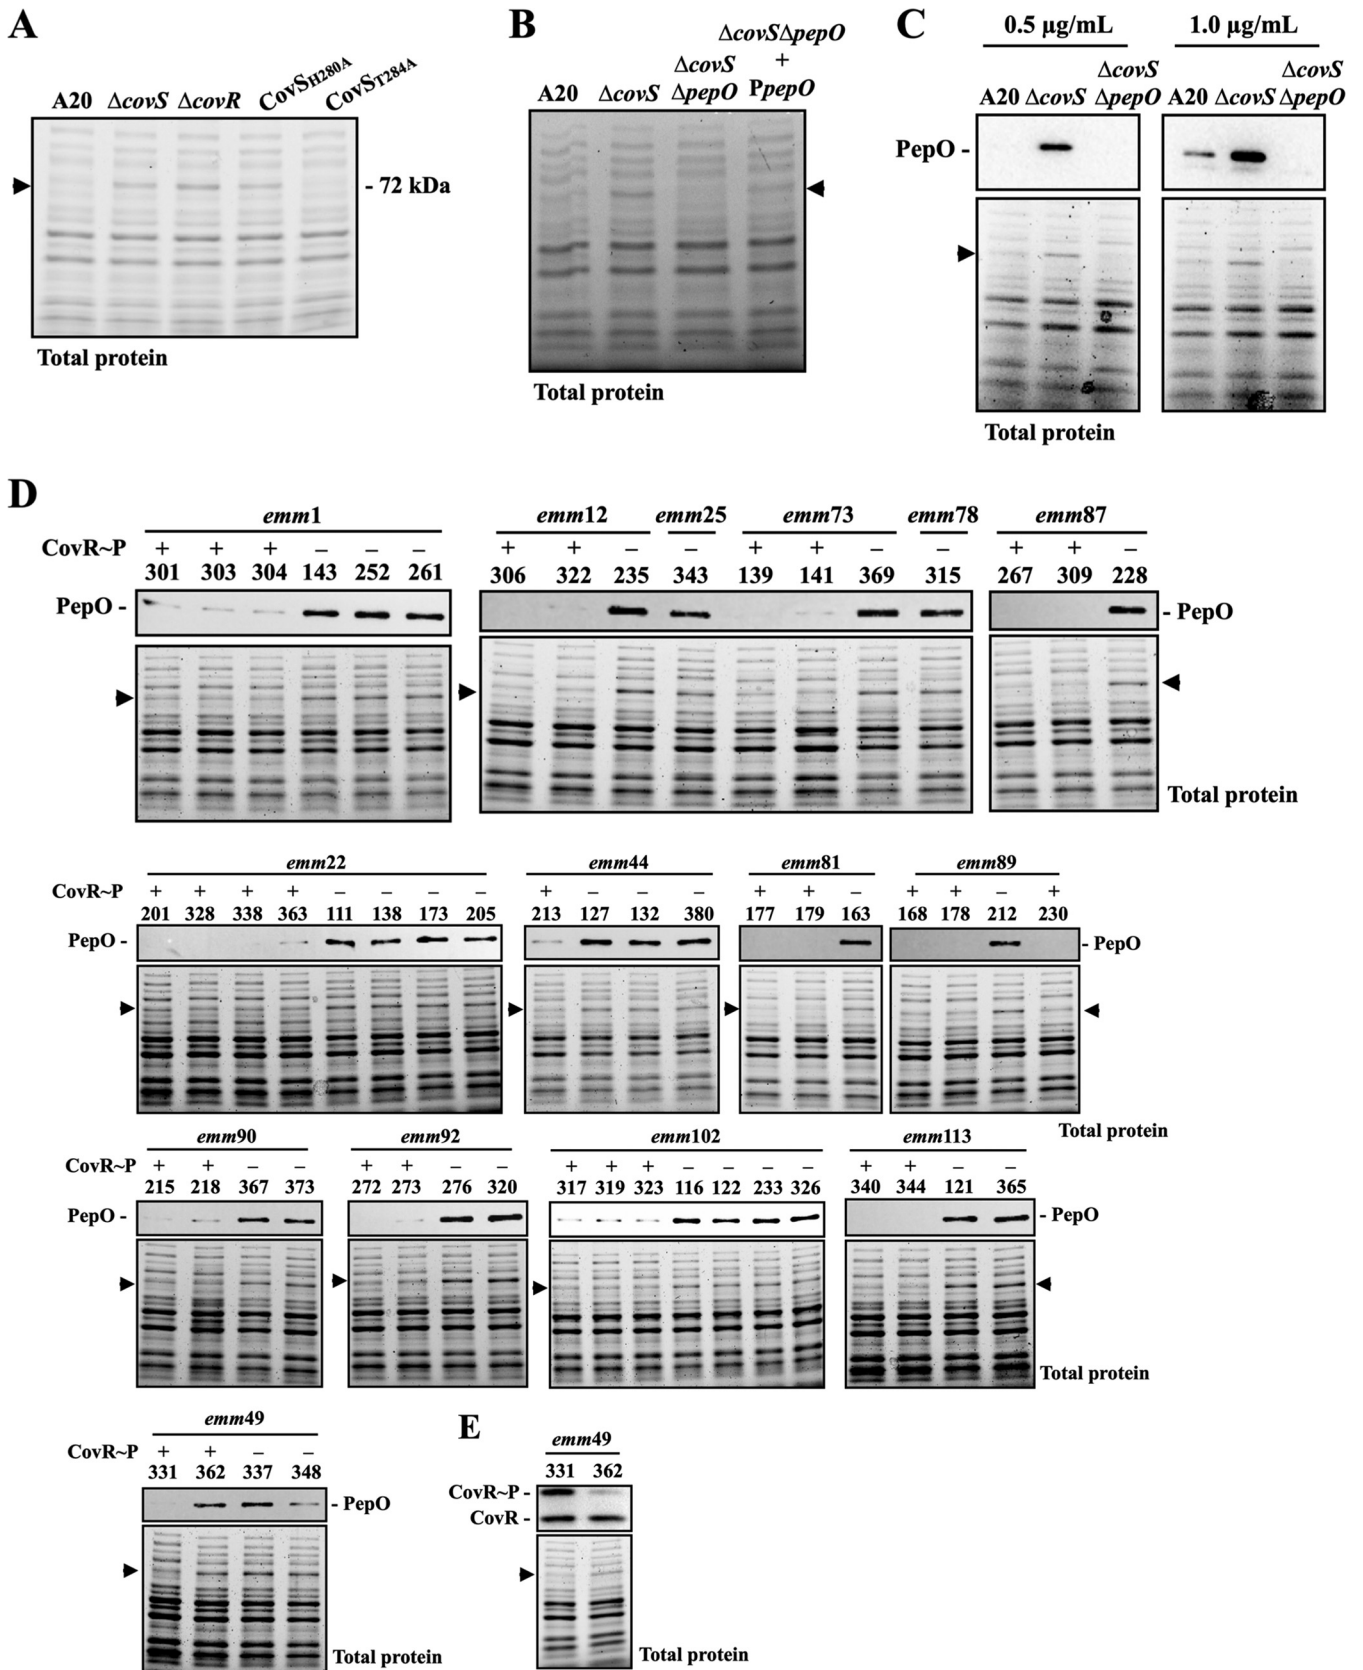 A
A20 ΔcovS ΔcovR CovSH280A CovST284A
- 72 kDa
Total protein
B
ΔcovSΔpepO
+
PpepO
ΔcovS
ΔpepO
A20 ΔcovS
Total protein
C
0.5 µg/mL 1.0 µg/mL
ΔcovS ΔcovS
A20 ΔcovS ΔpepO A20 ΔcovS ΔpepO
PepO -
Total protein
D
emm1
CovR~P + + + – – –
301 303 304 143 252 261
PepO -
emm12 emm25 emm73 emm78
+ + – – + + – –
306 322 235 343 139 141 369 315
emm87
+ + –
267 309 228
- PepO
Total protein
emm22
CovR~P + + + + – – – –
201 328 338 363 111 138 173 205
PepO -
emm44
+ – – –
213 127 132 380
emm81
+ + –
177 179 163
emm89
+ + – +
168 178 212 230
- PepO
Total protein
emm90
CovR~P + + – –
215 218 367 373
PepO -
emm92
+ + – –
272 273 276 320
emm102
+ + + – – – –
317 319 323 116 122 233 326
emm113
+ + – –
340 344 121 365
- PepO
Total protein
emm49
CovR~P + + – –
331 362 337 348
- PepO
Total protein
E
emm49
331 362
CovR~P -
CovR -
Total protein